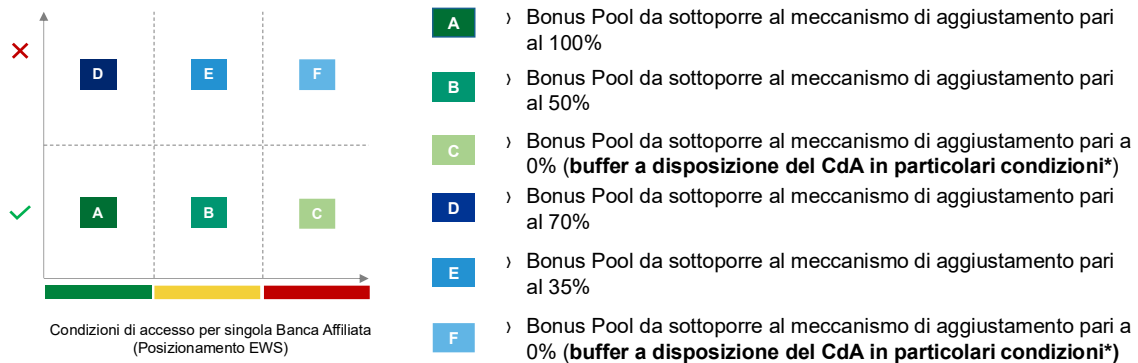 D
E
F
A
B
C
Condizioni di accesso per singola Banca Affiliata
(Posizionamento EWS)
A
› Bonus Pool da sottoporre al meccanismo di aggiustamento pari
al 100%
B
› Bonus Pool da sottoporre al meccanismo di aggiustamento pari
al 50%
C
› Bonus Pool da sottoporre al meccanismo di aggiustamento pari a
0% (buffer a disposizione del CdA in particolari condizioni*)
D
› Bonus Pool da sottoporre al meccanismo di aggiustamento pari
al 70%
E
› Bonus Pool da sottoporre al meccanismo di aggiustamento pari
al 35%
F
› Bonus Pool da sottoporre al meccanismo di aggiustamento pari a
0% (buffer a disposizione del CdA in particolari condizioni*)